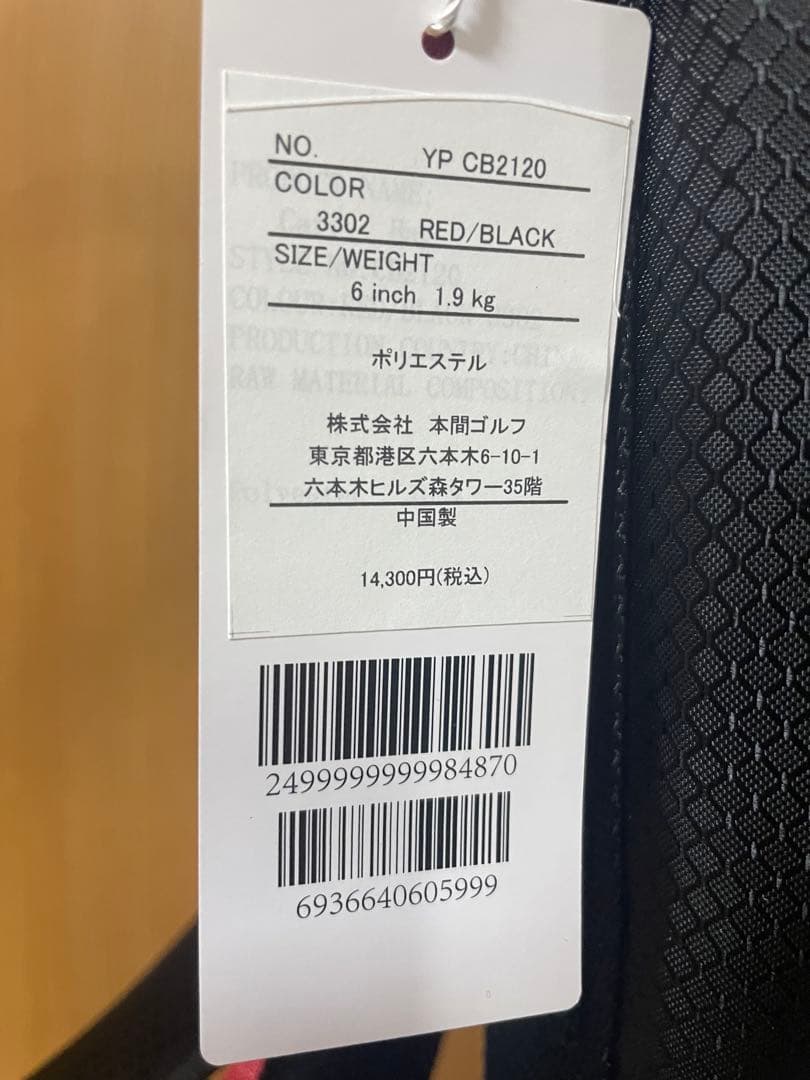 NO. YP CB2120
COLOR
3302 RED/BLACK
SIZE/WEIGHT
6 inch 1.9 kg
ポリエステル
株式会社 本間ゴルフ
東京都港区六本木6-10-1
六本木ヒルズ森タワー35階
中国製
14,300円(税込)
2499999999984870
6936640605999